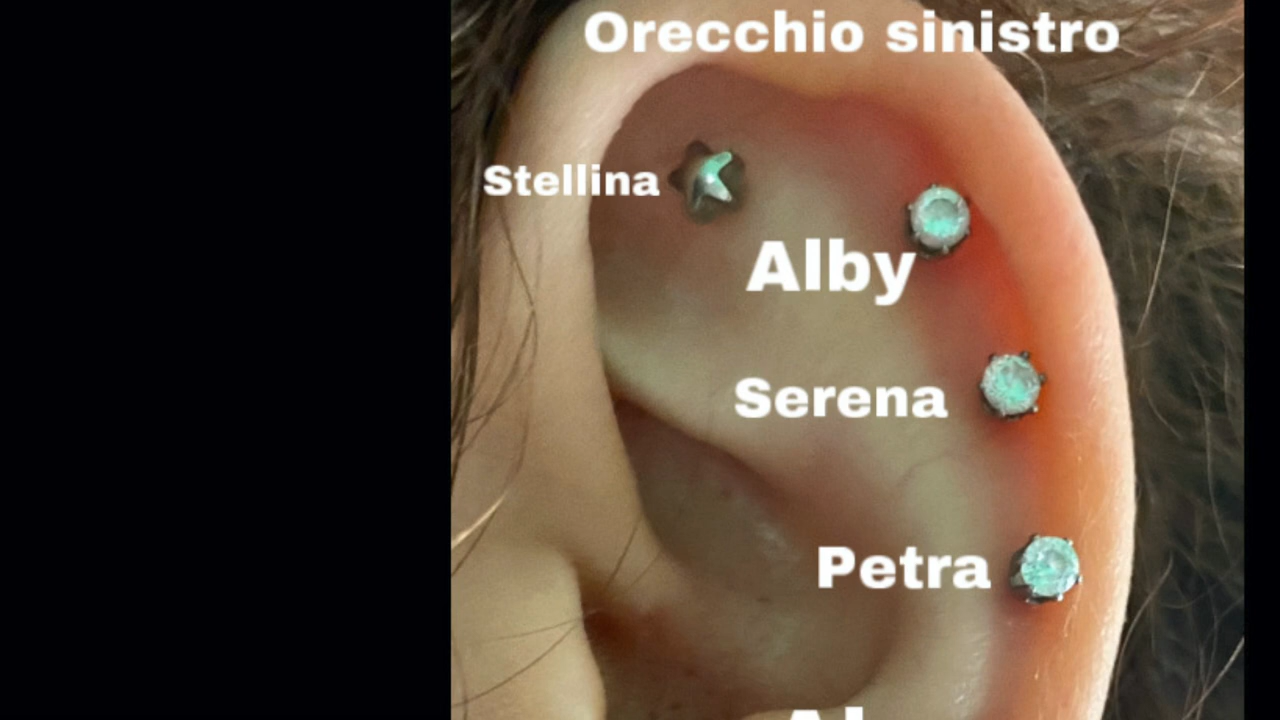 Orecchio sinistro
Stellina
Alby
Serena
Petra